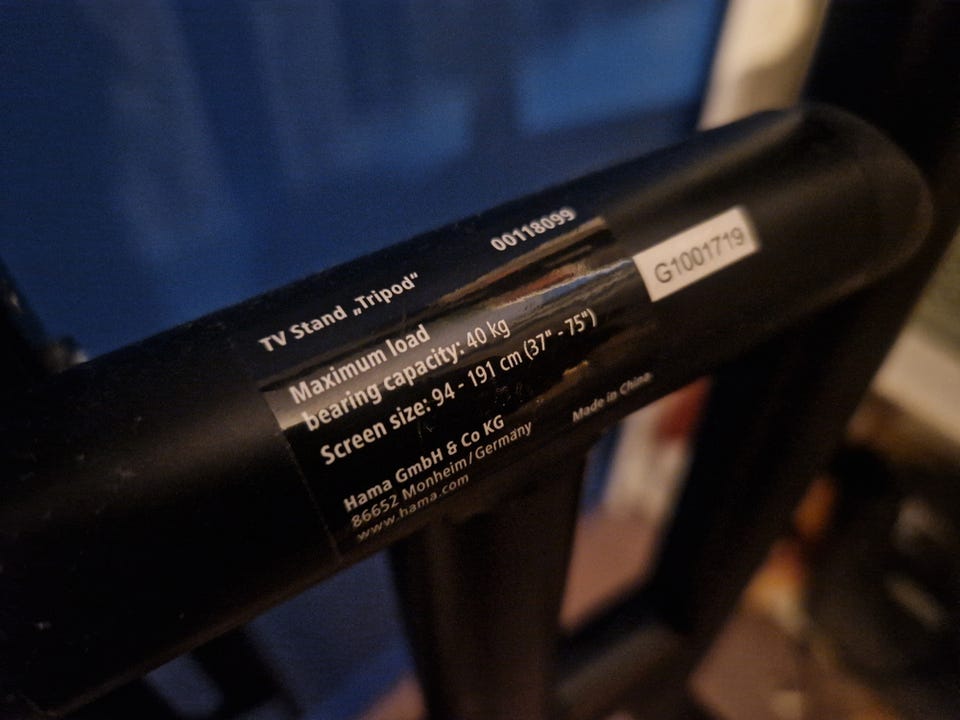 TV Stand „Tripod“ 00118099
Maximum load
bearing capacity: 40 kg
Screen size: 94 - 191 cm (37" - 75")
Hama GmbH & Co KG
86652 Monheim/Germany
www.hama.com
Made in China
G1001719